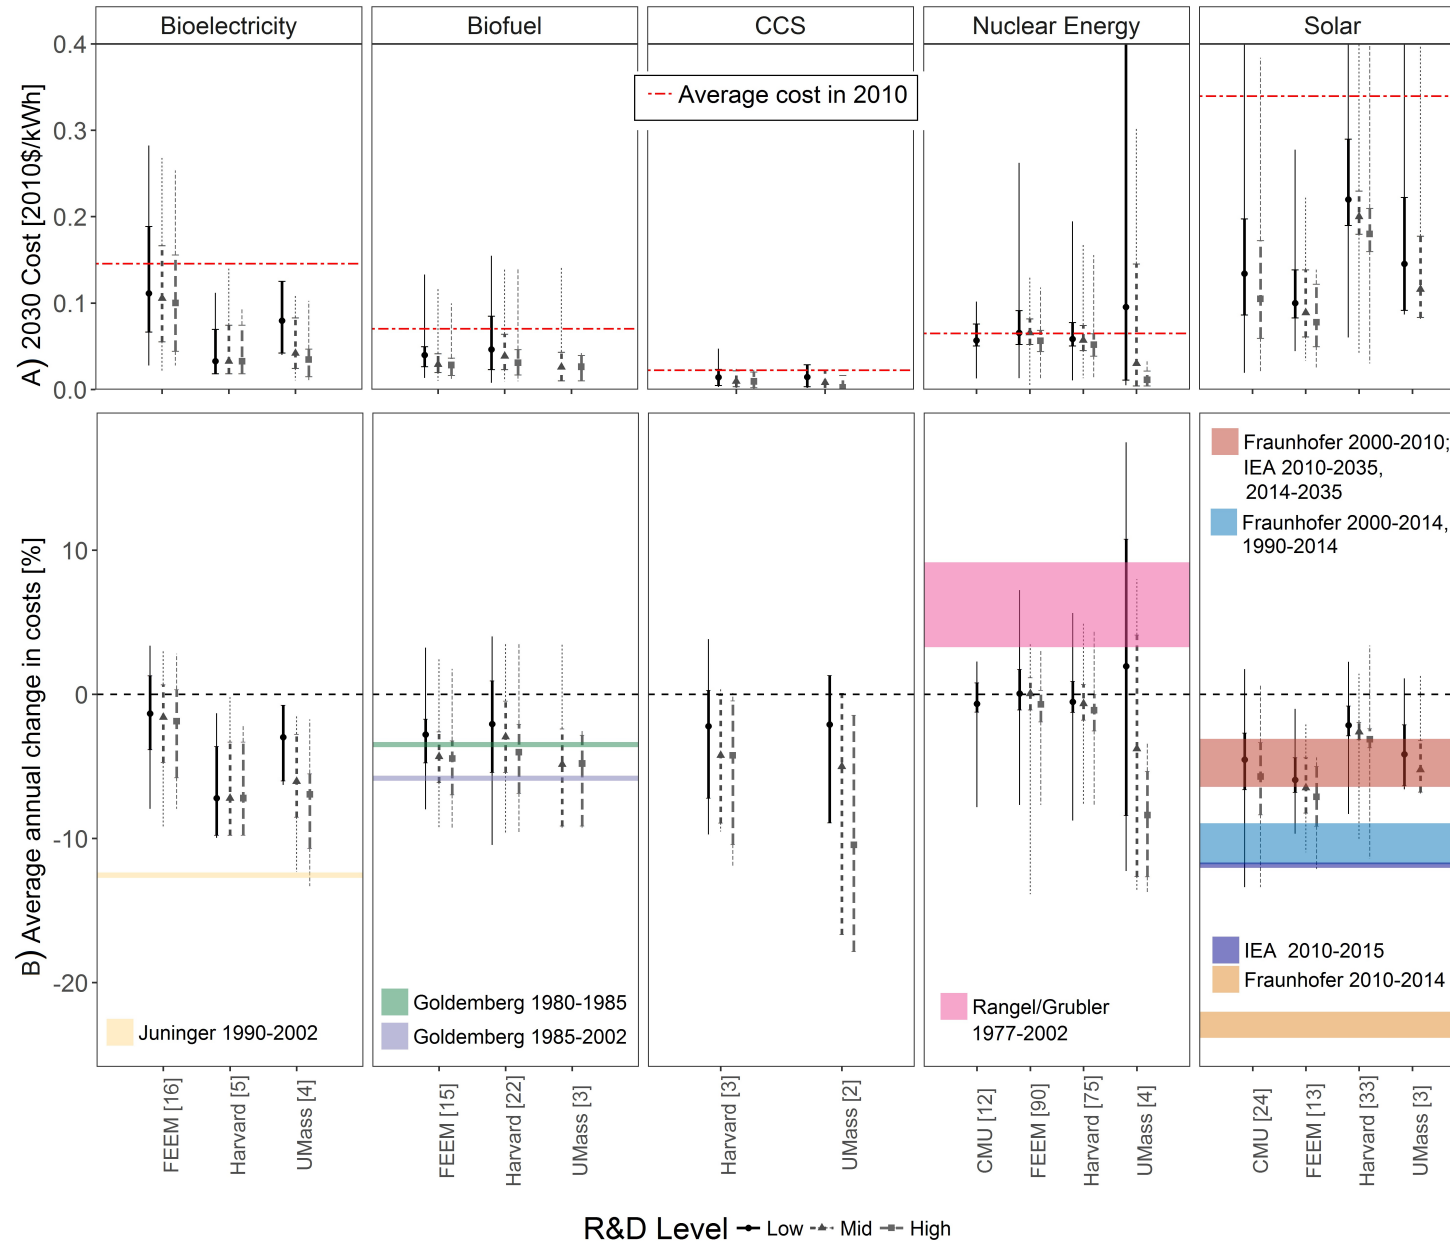 Bioelectricity
Biofuel
CCS
Nuclear Energy
Solar
A) 2030 Cost [2010$/kWh]
0.4
0.3
0.2
0.1
0.0
Average cost in 2010
B) Average annual change in costs [%]
10
0
-10
-20
Fraunhofer 2000-2010;
IEA 2010-2035,
2014-2035
Fraunhofer 2000-2014,
1990-2014
IEA 2010-2015
Fraunhofer 2010-2014
Juninger 1990-2002
Goldemberg 1980-1985
Goldemberg 1985-2002
Rangel/Grubler
1977-2002
FEEM [16]
Harvard [5]
UMass [4]
FEEM [15]
Harvard [22]
UMass [3]
Harvard [3]
UMass [2]
CMU [12]
FEEM [90]
Harvard [75]
UMass [4]
CMU [24]
FEEM [13]
Harvard [33]
UMass [3]
R&D Level Low Mid High